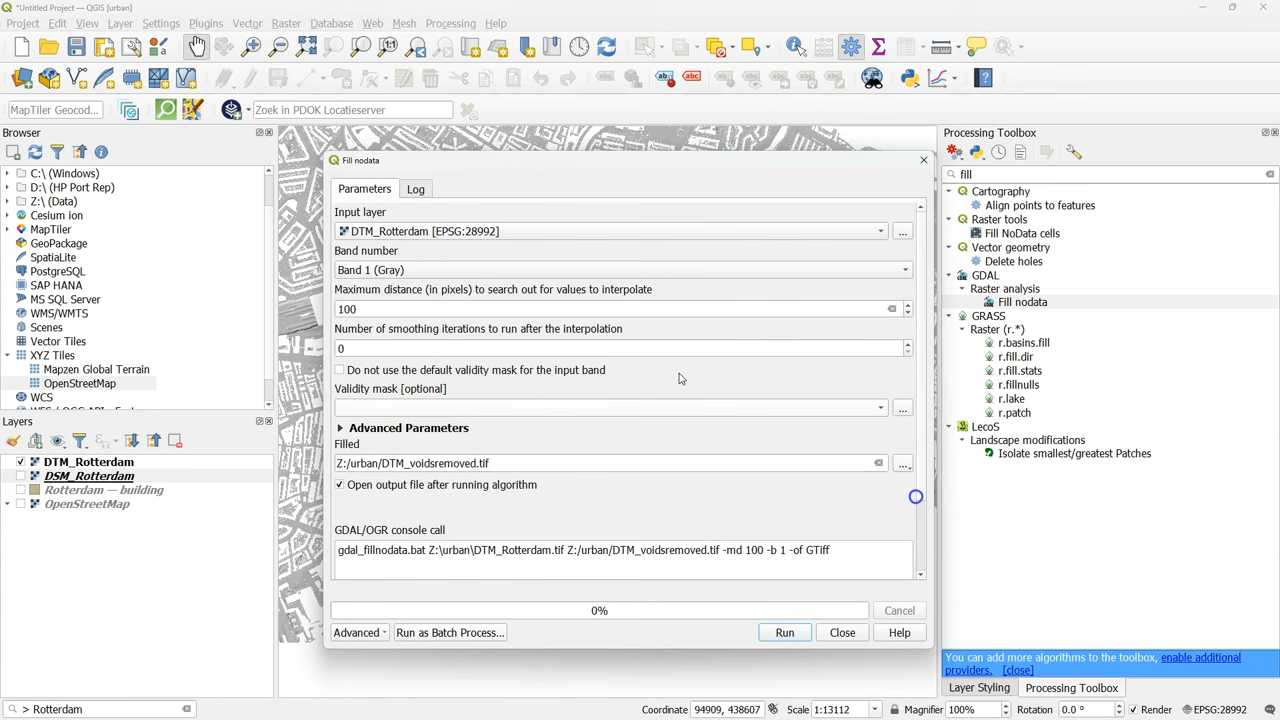 *Untitled Project — QGIS [urban]
Project Edit View Layer Settings Plugins Vector Raster Database Web Mesh Processing Help
MapTiler Geocod...
Zoek in PDOK Locatieserver
Browser
C:\ (Windows)
D:\ (HP Port Rep)
Z:\ (Data)
Cesium ion
MapTiler
GeoPackage
SpatiaLite
PostgreSQL
SAP HANA
MS SQL Server
WMS/WMTS
Scenes
Vector Tiles
XYZ Tiles
Mapzen Global Terrain
OpenStreetMap
WCS
Layers
DTM_Rotterdam
DSM_Rotterdam
Rotterdam — building
OpenStreetMap
Fill nodata
Parameters Log
Input layer
DTM_Rotterdam [EPSG:28992]
...
Band number
Band 1 (Gray)
Maximum distance (in pixels) to search out for values to interpolate
100
Number of smoothing iterations to run after the interpolation
0
Do not use the default validity mask for the input band
Validity mask [optional]
...
Advanced Parameters
Filled
Z:/urban/DTM_voidsremoved.tif
...
Open output file after running algorithm
GDAL/OGR console call
gdal_fillnodata.bat Z:\urban\DTM_Rotterdam.tif Z:/urban/DTM_voidsremoved.tif -md 100 -b 1 -of GTiff
0%
Cancel
Advanced
Run as Batch Process...
Run
Close
Help
Processing Toolbox
fill
Cartography
Align points to features
Raster tools
Fill NoData cells
Vector geometry
Delete holes
GDAL
Raster analysis
Fill nodata
GRASS
Raster (r.*)
r.basins.fill
r.fill.dir
r.fill.stats
r.fillnulls
r.lake
r.patch
LecoS
Landscape modifications
Isolate smallest/greatest Patches
You can add more algorithms to the toolbox, enable additional
providers. [close]
Layer Styling Processing Toolbox
> Rotterdam
Coordinate 94909, 438607 Scale 1:13112 Magnifier 100% Rotation 0.0 ° Render EPSG:28992